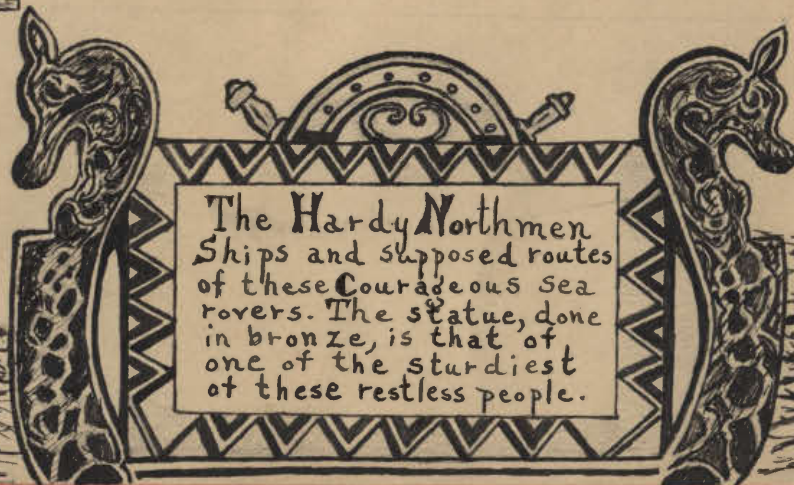 The Hardy Northmen
Ships and supposed routes
of these Courageous sea
rovers. The statue, done
in bronze, is that of
one of the sturdiest
of these restless people.